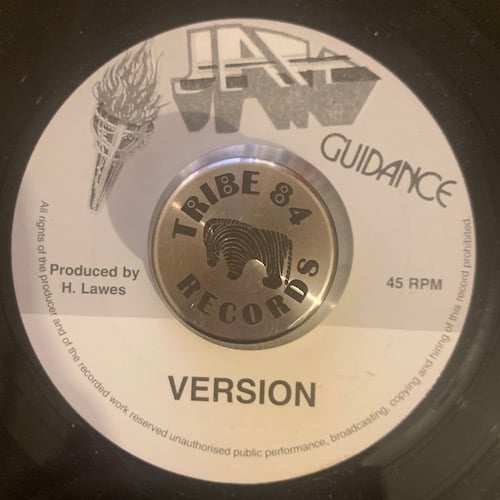 JAH
GUIDANCE
TRIBE 84
RECORDS
Produced by
H. Lawes
45 RPM
VERSION
All rights of the producer and of the recorded work reserved unauthorised public performance, broadcasting, copying and hiring of this record prohibited.